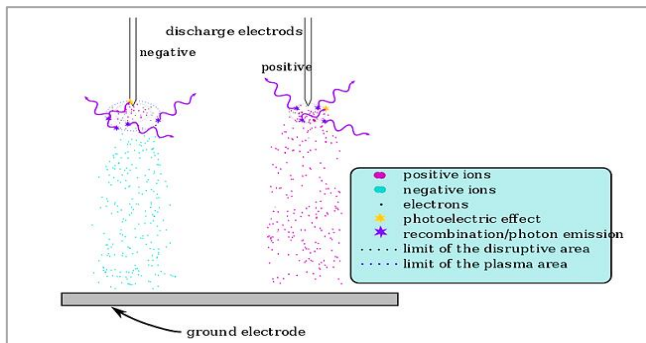 discharge electrods
negative
positive
positive ions
negative ions
electrons
photoelectric effect
recombination/photon emission
limit of the disruptive area
limit of the plasma area
ground electrode